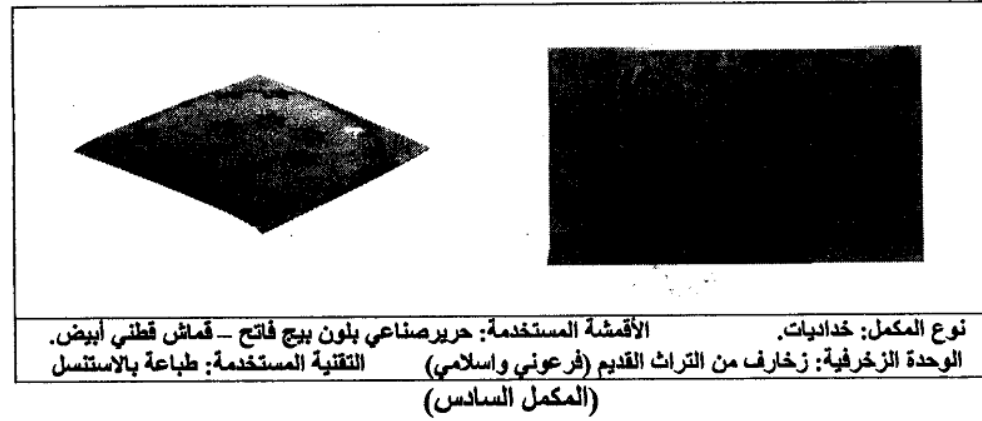 نوع المكمل: خداديات. الأقمشة المستخدمة: حريرصناعي بلون بيج فاتح – قماش قطني أبيض.
الوحدة الزخرفية: زخارف من التراث القديم (فرعوني واسلامي) التقنية المستخدمة: طباعة بالاستنسل
(المكمل السادس)